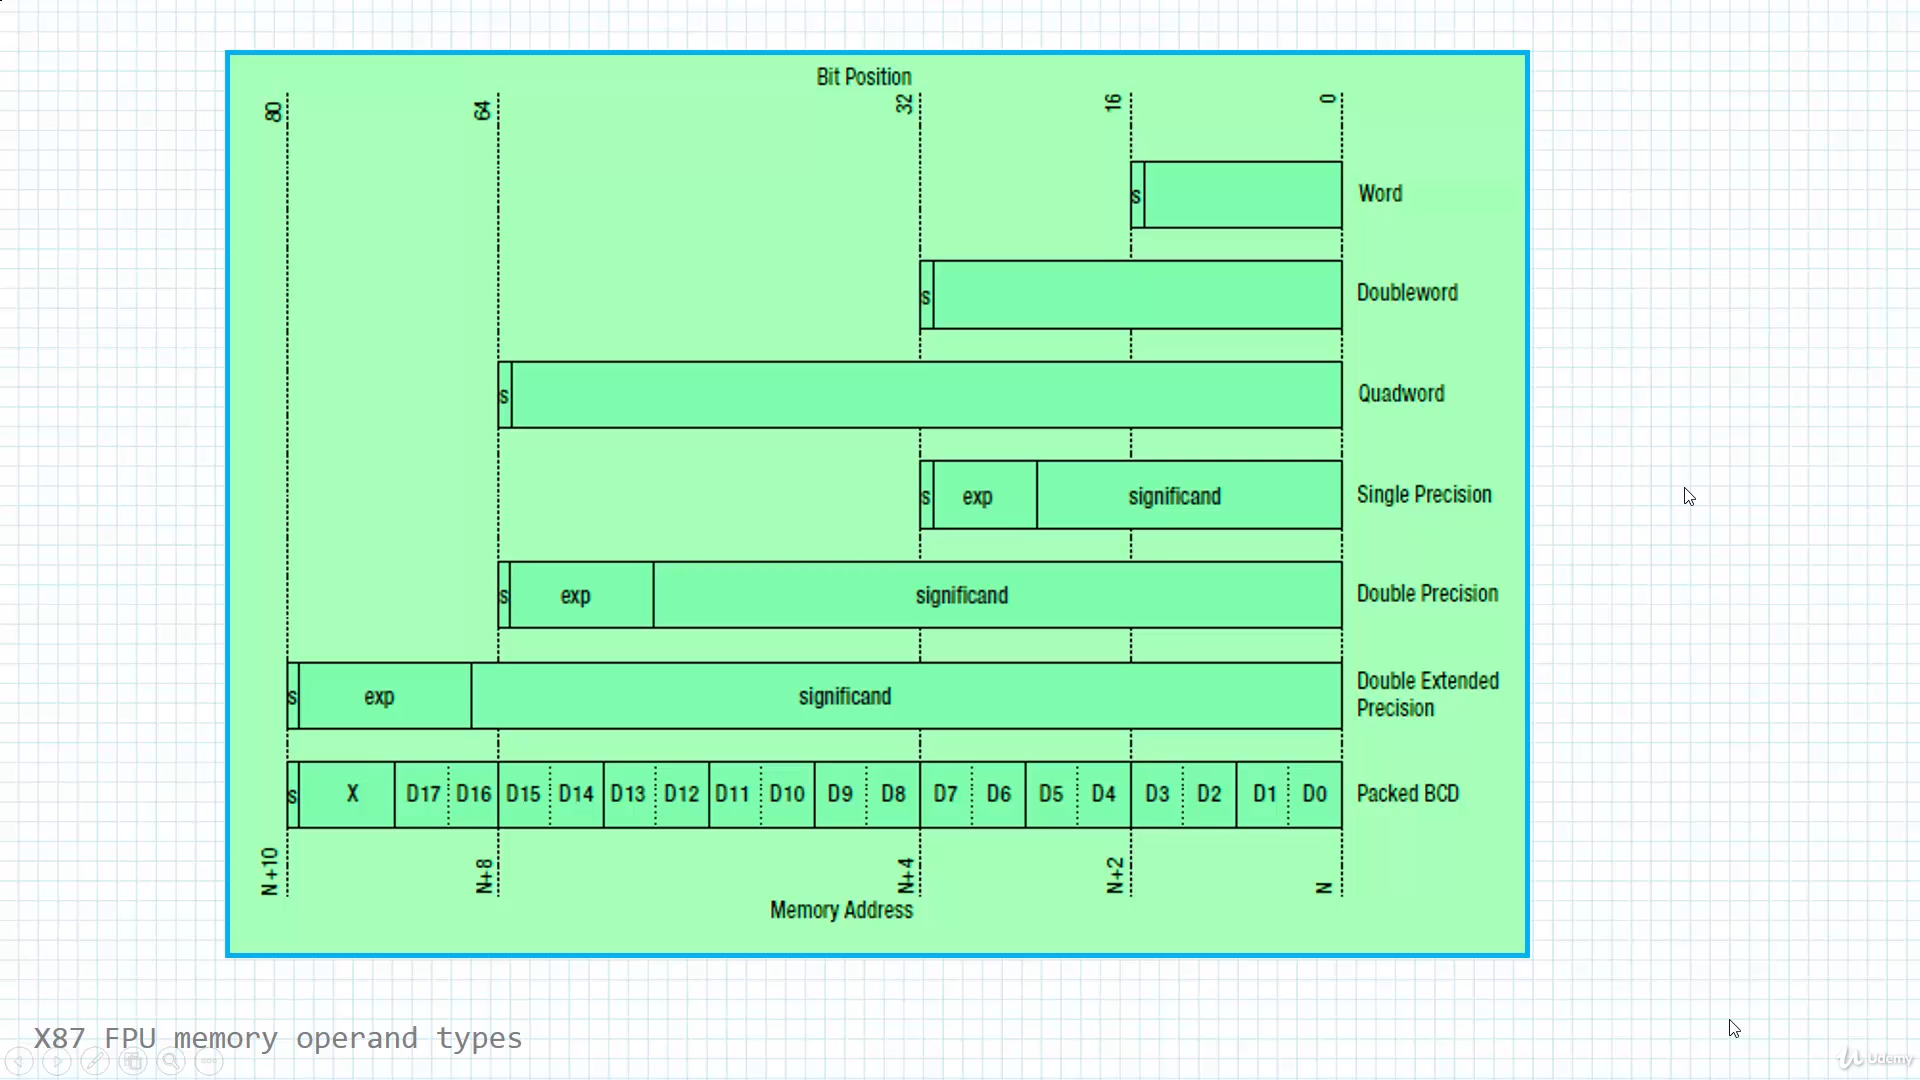 Bit Position
80
64
32
16
0
s
Word
s
Doubleword
s
Quadword
s exp significand
Single Precision
s exp significand
Double Precision
s exp significand
Double Extended
Precision
s X D17 D16 D15 D14 D13 D12 D11 D10 D9 D8 D7 D6 D5 D4 D3 D2 D1 D0
Packed BCD
N+10
N+8
N+4
N+2
N
Memory Address
X87 FPU memory operand types
Udemy